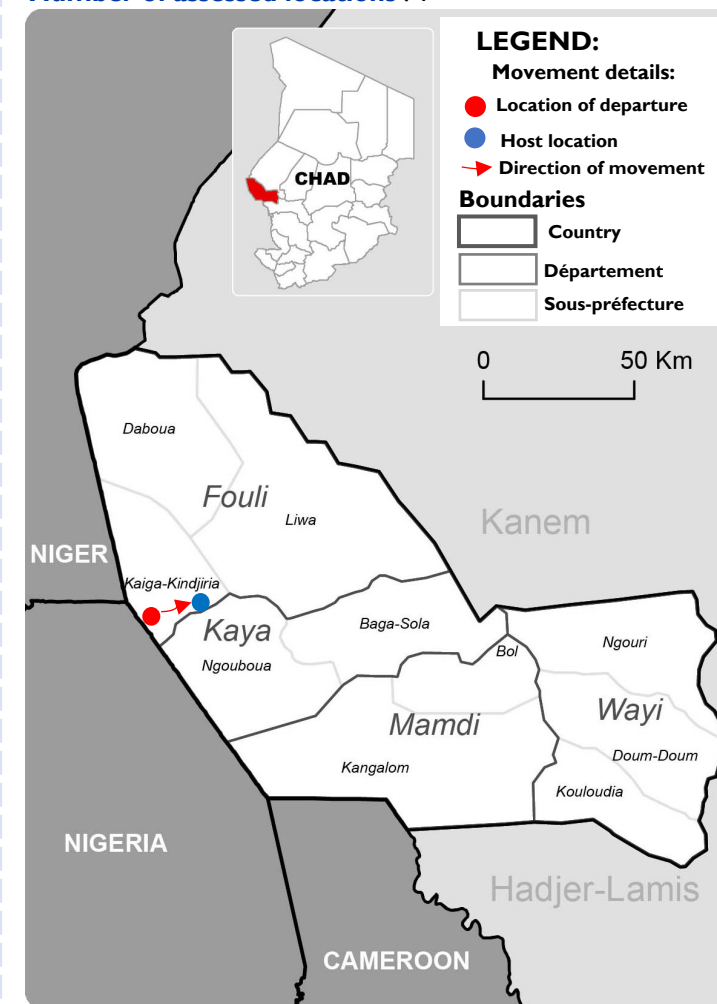 LEGEND:
Movement details:
Location of departure
Host location
Direction of movement
Boundaries
Country
Département
Sous-préfecture
CHAD
0 50 Km
Daboua
Fouli
Liwa
Kanem
NIGER
Kaiga-Kindjiria
Kaya
Baga-Sola
Ngouri
Bol
Ngouboua
Wayi
Mamdi
Doum-Doum
Kangalom
Kouloudia
NIGERIA
Hadjer-Lamis
CAMEROON